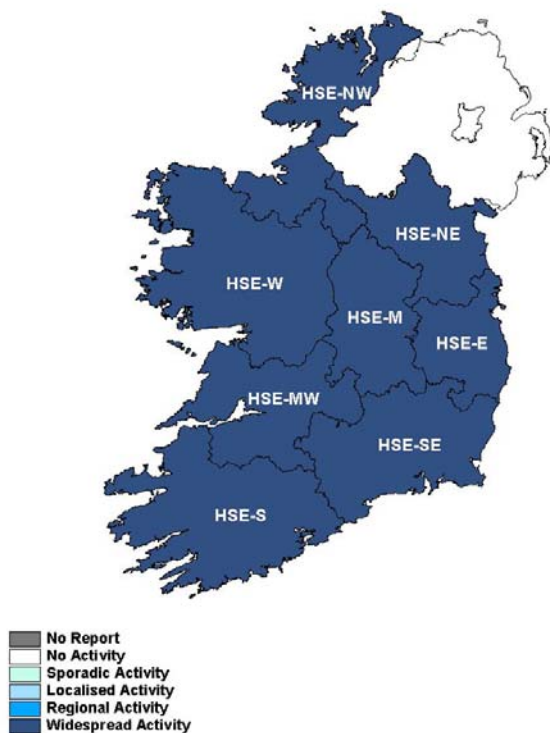 HSE-NW
HSE-NE
HSE-W
HSE-M
HSE-E
HSE-MW
HSE-SE
HSE-S
No Report
No Activity
Sporadic Activity
Localised Activity
Regional Activity
Widespread Activity